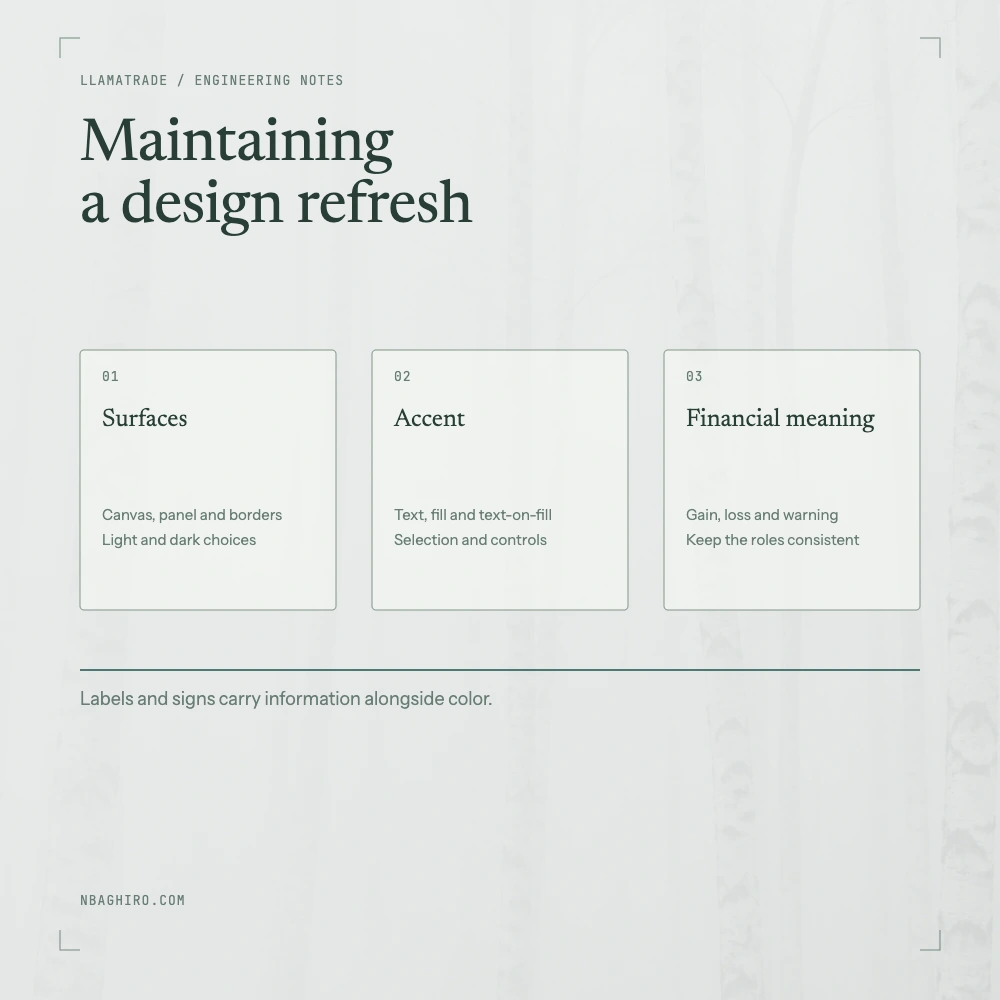 LLAMATRADE / ENGINEERING NOTES
Maintaining
a design refresh
01
Surfaces
Canvas, panel and borders
Light and dark choices
02
Accent
Text, fill and text-on-fill
Selection and controls
03
Financial meaning
Gain, loss and warning
Keep the roles consistent
Labels and signs carry information alongside color.
NBAGHIRO.COM